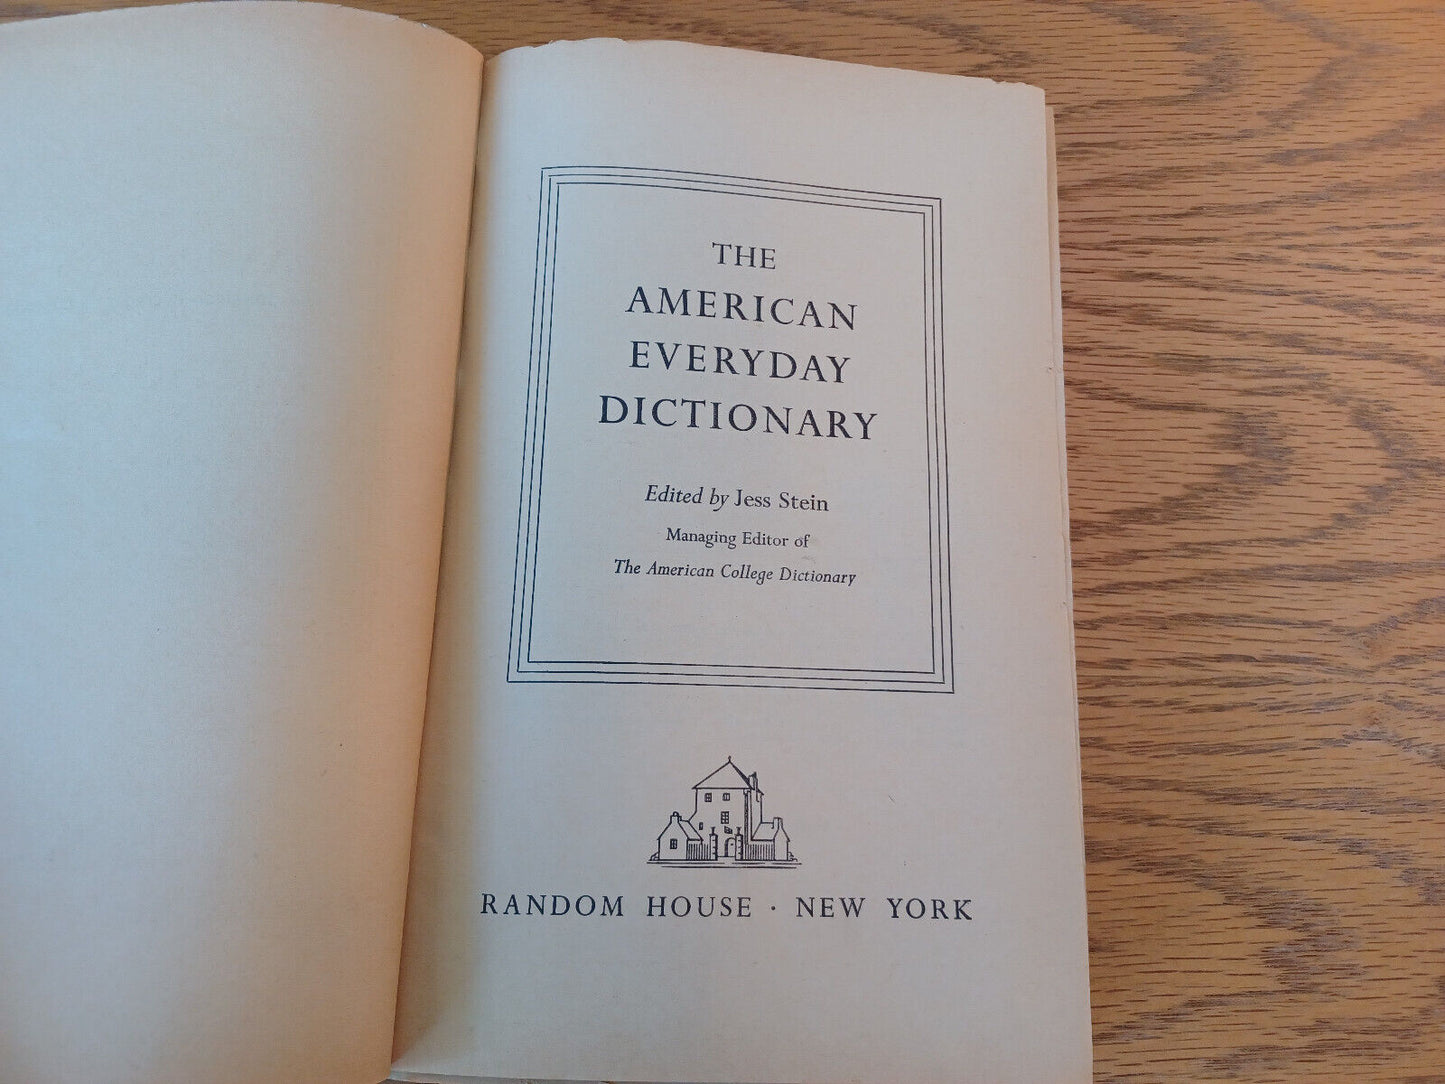 THE
AMERICAN
EVERYDAY
DICTIONARY
Edited by Jess Stein
Managing Editor of
The American College Dictionary
RANDOM HOUSE · NEW YORK